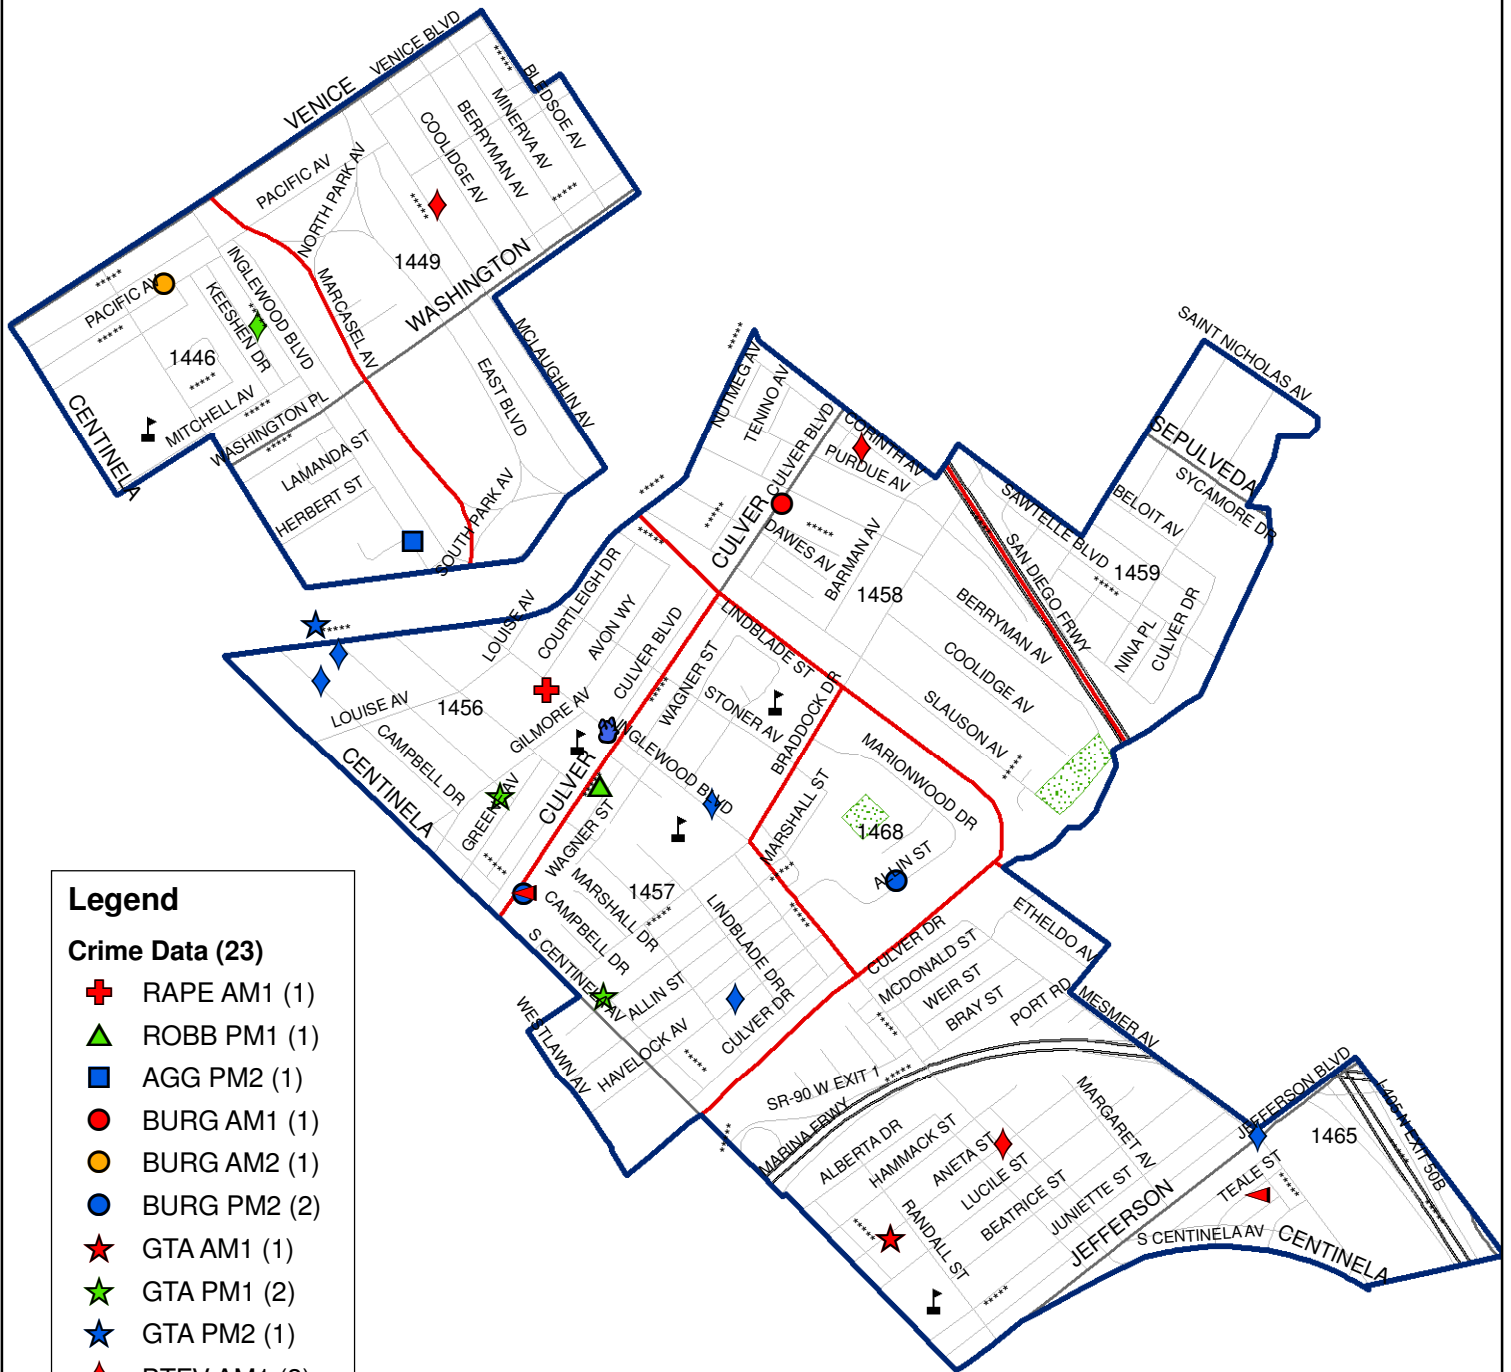 VENICE BLVD
VENICE
BLEDSOE AV
MINERVA AV
BERRYMAN AV
COOLIDGE AV
PACIFIC AV
NORTH PARK AV
1449
WASHINGTON
INGLEWOOD BLVD
MARCASEL AV
KEESHEN DR
PACIFIC AV
1446
MITCHELL AV
WASHINGTON PL
CENTINELA
LAMANDA ST
HERBERT ST
EAST BLVD
MCLAUGHLIN AV
SOUTH PARK AV
SAINT NICHOLAS AV
SEPULVEDA
SYCAMORE DR
BELOIT AV
SAWTELLE BLVD
1459
SAN DIEGO FRWY
NINA PL
CULVER DR
NUTMEG AV
TENINO AV
CULVER BLVD
CORINTH AV
PURDUE AV
CULVER
DAWES AV
BARMAN AV
1458
BERRYMAN AV
COOLIDGE AV
SLAUSON AV
LINDBLADE ST
LOUISE AV
COURTLEIGH DR
AVON WY
CULVER BLVD
WAGNER ST
STONER AV
BRADDOCK DR
LOUISE AV
1456
GILMORE AV
INGLEWOOD BLVD
CAMPBELL DR
CENTINELA
CULVER
GREEN AV
WAGNER ST
MARIONWOOD DR
MARSHALL ST
1468
ALLIN ST
1457
MARSHALL DR
CAMPBELL DR
LINDBLADE DR
S CENTINELA AV
ALLIN ST
CULVER DR
HAVELOCK AV
WESTLAWN AV
CULVER DR
ETHELDO AV
MCDONALD ST
WEIR ST
BRAY ST
PORT RD
MESMER AV
SR-90 W EXIT 1
MARINA FRWY
ALBERTA DR
HAMMACK ST
ANETA ST
LUCILE ST
BEATRICE ST
JUNIETTE ST
MARGARET AV
RANDALL ST
JEFFERSON
JEFFERSON BLVD
I-405 N EXIT 50B
1465
TEALE ST
S CENTINELA AV
CENTINELA
Legend
Crime Data (23)
RAPE AM1 (1)
ROBB PM1 (1)
AGG PM2 (1)
BURG AM1 (1)
BURG AM2 (1)
BURG PM2 (2)
GTA AM1 (1)
GTA PM1 (2)
GTA PM2 (1)